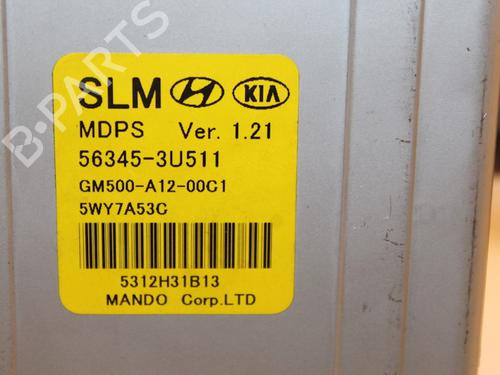 SLM KIA
MDPS Ver. 1.21
56345-3U511
GM500-A12-00C1
5WY7A53C
5312H31B13
MANDO Corp.LTD
B-PARTS